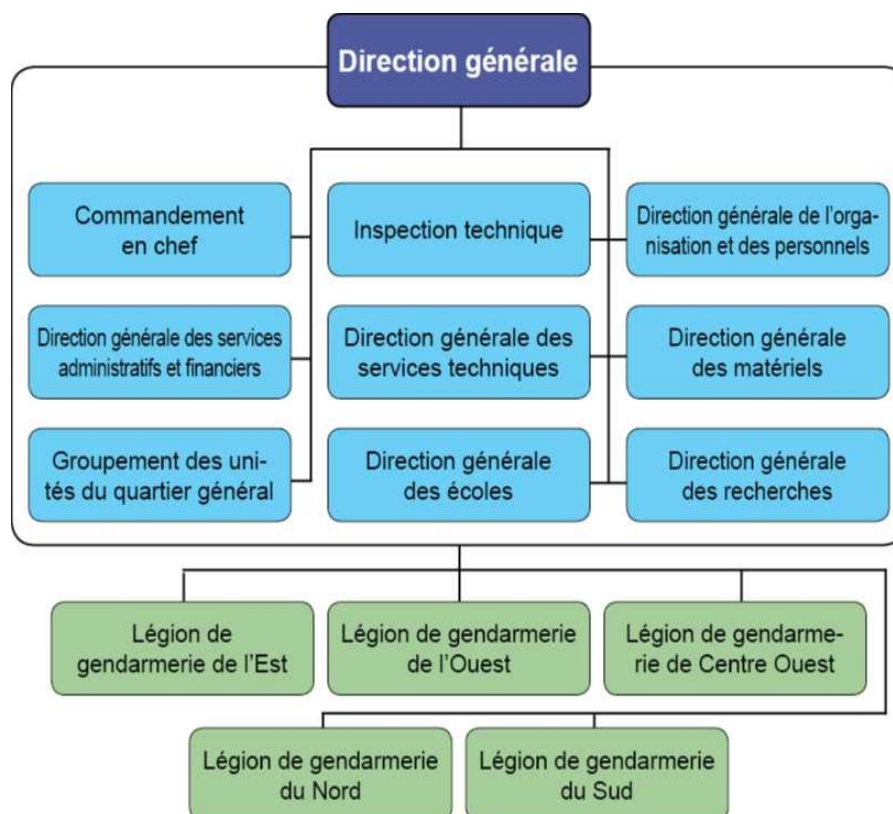 Direction générale
Commandement
en chef
Inspection technique
Direction générale de l'orga-
nisation et des personnels
Direction générale des services
administratifs et financiers
Direction générale des
services techniques
Direction générale
des matériels
Groupement des uni-
tés du quartier général
Direction générale
des écoles
Direction générale
des recherches
Légion de
gendarmerie de l'Est
Légion de gendarmerie
de l'Ouest
Légion de gendarme-
rie de Centre Ouest
Légion de gendarmerie
du Nord
Légion de gendarmerie
du Sud